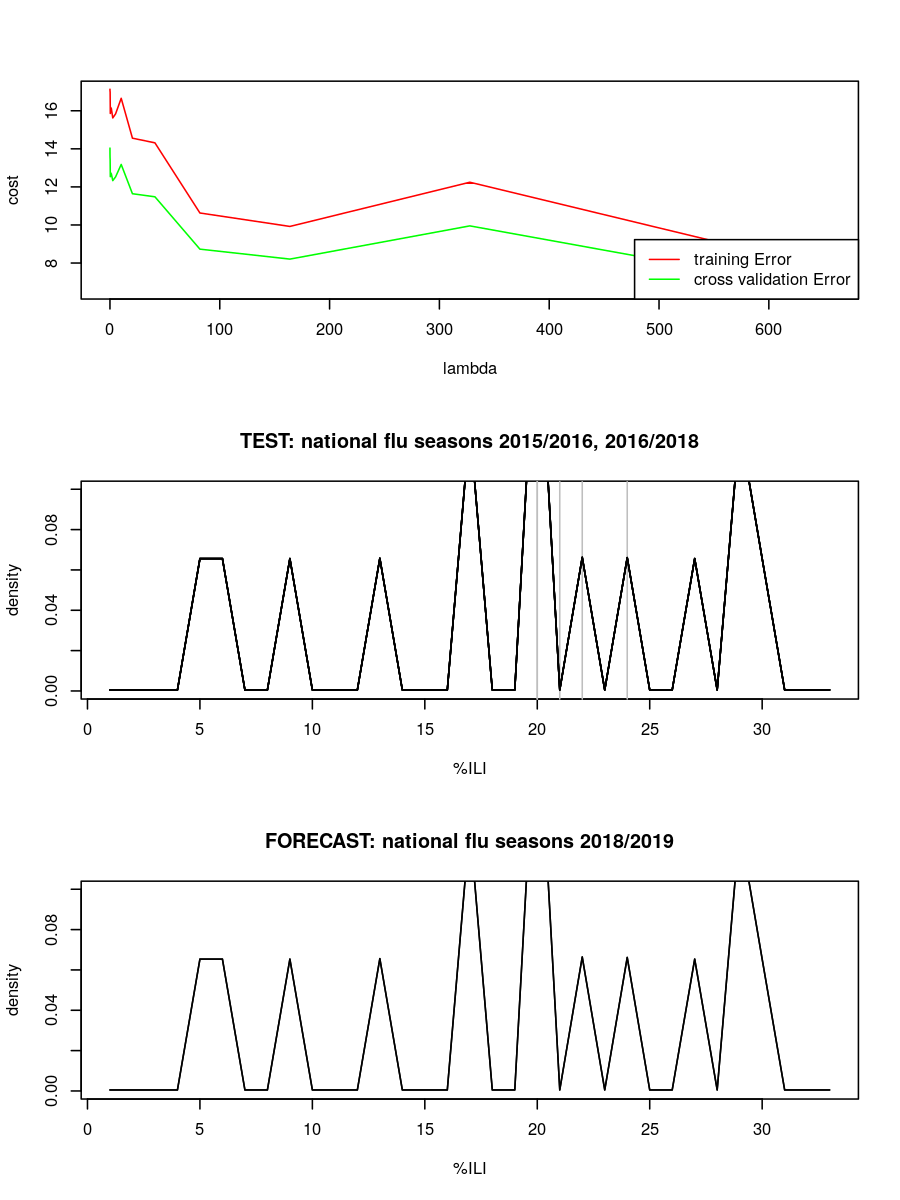 16
14
12
10
8
cost
training Error
cross validation Error
0 100 200 300 400 500 600
lambda
TEST: national flu seasons 2015/2016, 2016/2018
0.08
0.04
0.00
density
0 5 10 15 20 25 30
%ILI
FORECAST: national flu seasons 2018/2019
0.08
0.04
0.00
density
0 5 10 15 20 25 30
%ILI